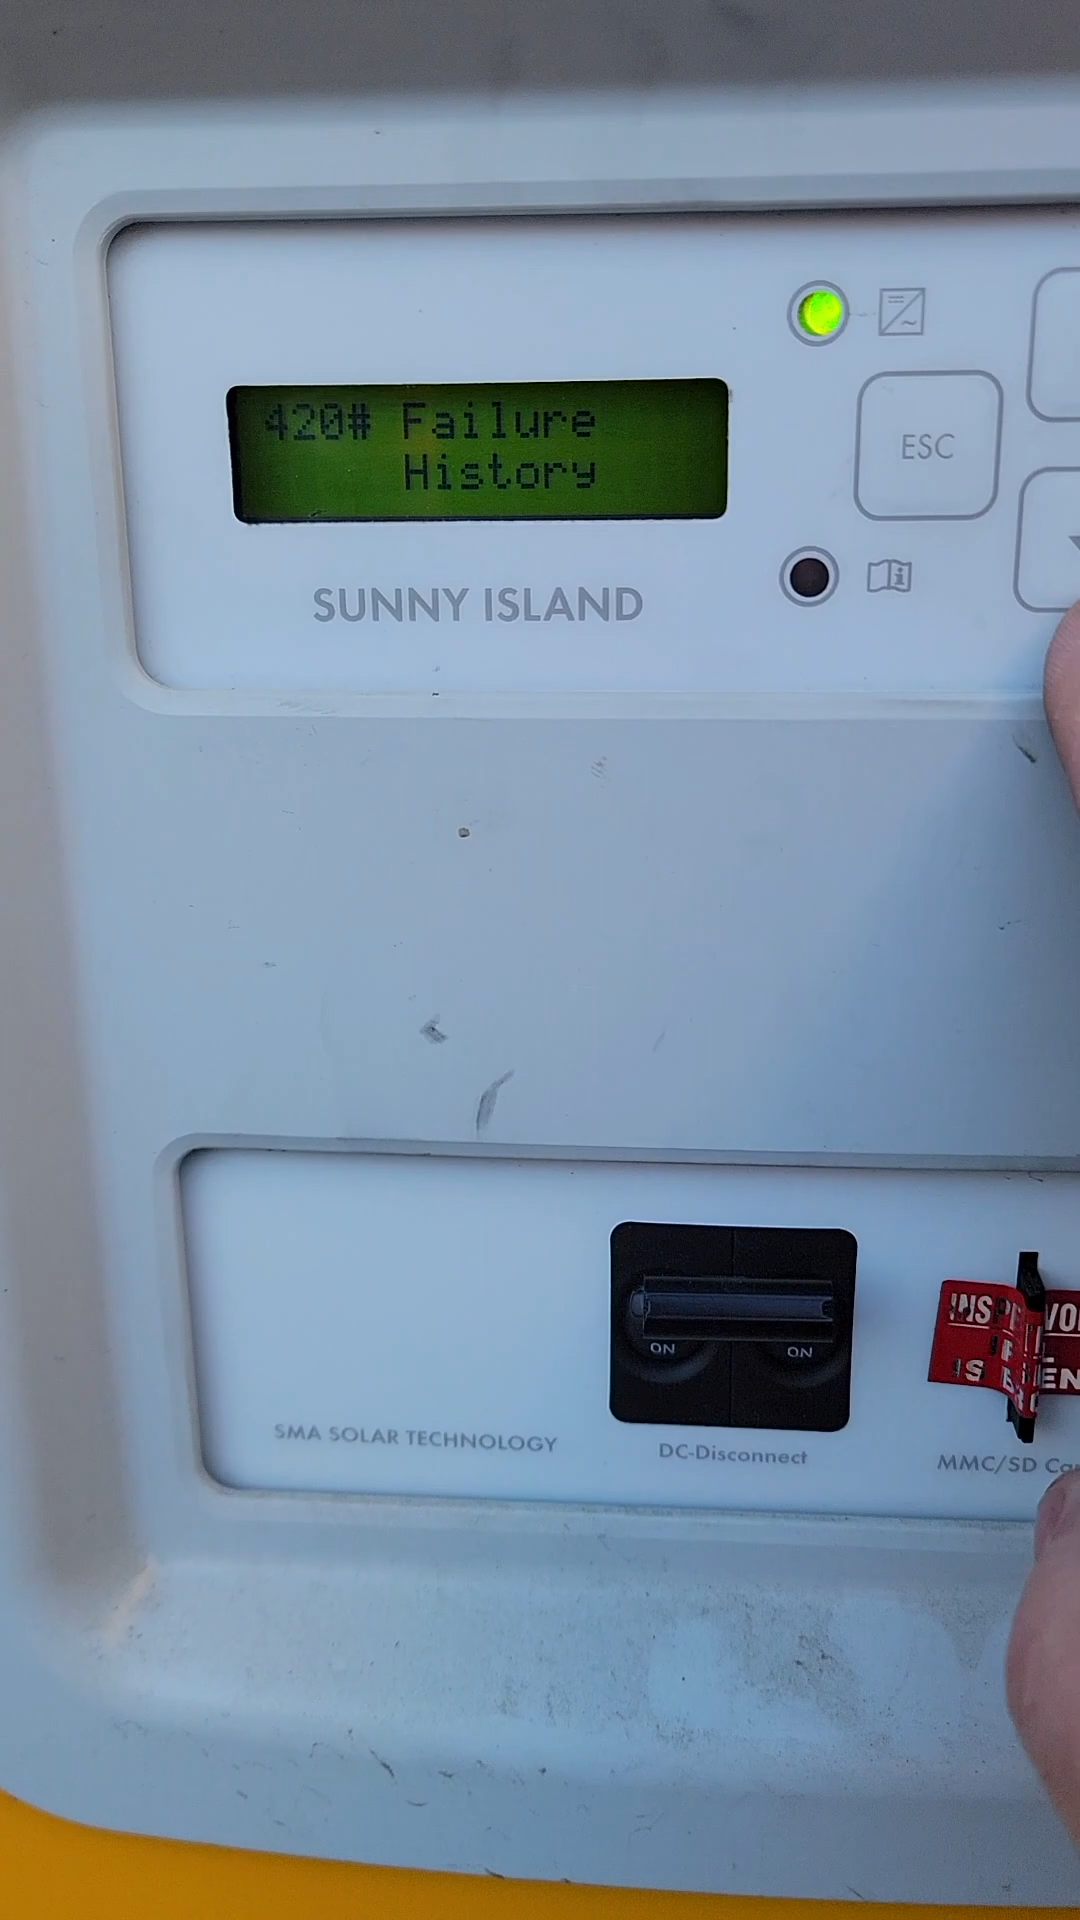 420# Failure
History
ESC
SUNNY ISLAND
ON ON
SMA SOLAR TECHNOLOGY
DC-Disconnect
MMC/SD